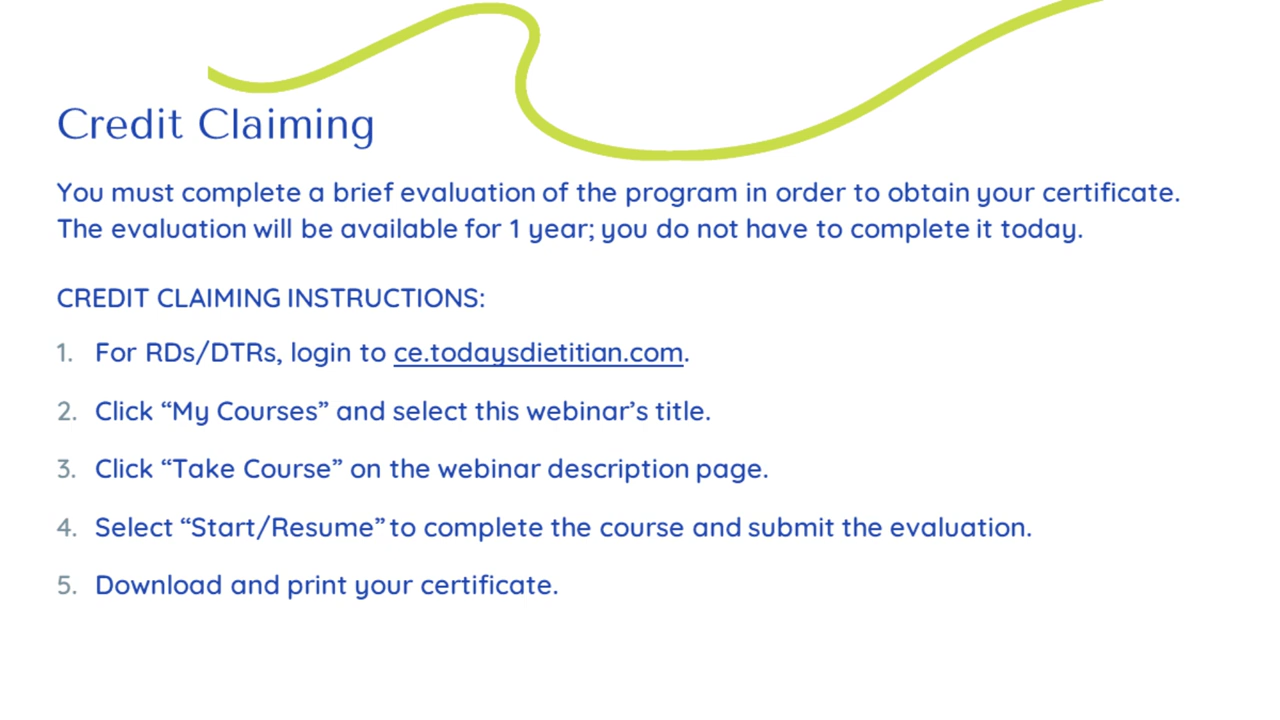 Credit Claiming
You must complete a brief evaluation of the program in order to obtain your certificate.
The evaluation will be available for 1 year; you do not have to complete it today.
CREDIT CLAIMING INSTRUCTIONS:
1. For RDs/DTRs, login to ce.todaysdietitian.com.
2. Click “My Courses” and select this webinar’s title.
3. Click “Take Course” on the webinar description page.
4. Select “Start/Resume” to complete the course and submit the evaluation.
5. Download and print your certificate.